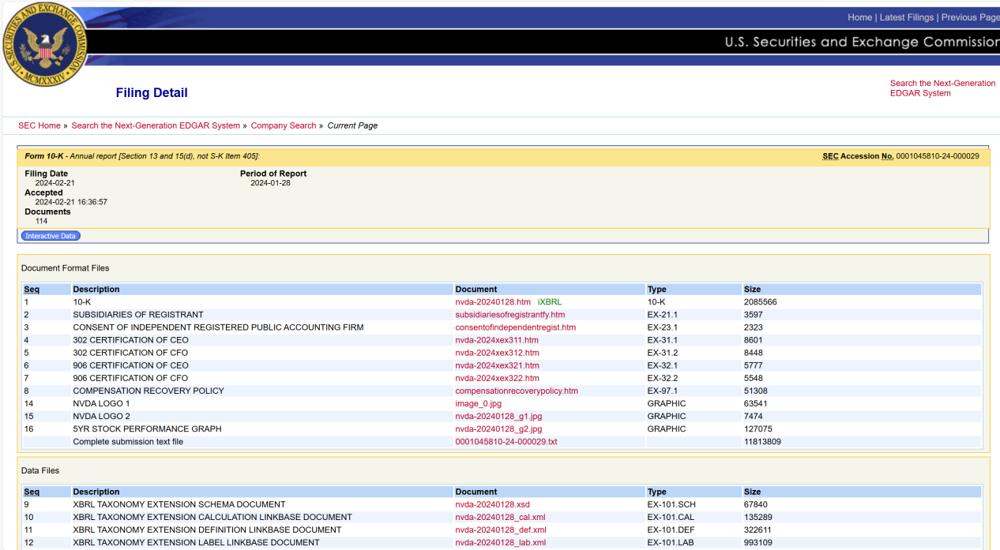 Home | Latest Filings | Previous Page
SECURITIES AND EXCHANGE COMMISSION
U.S.
MCMXXXIV
U.S. Securities and Exchange Commission
Filing Detail
Search the Next-Generation
EDGAR System
SEC Home » Search the Next-Generation EDGAR System » Company Search » Current Page
Form 10-K - Annual report [Section 13 and 15(d), not S-K Item 405]: SEC Accession No. 0001045810-24-000029
Filing Date Period of Report
2024-02-21 2024-01-28
Accepted
2024-02-21 16:36:57
Documents
114
Interactive Data
Document Format Files
Seq Description Document Type Size
1 10-K nvda-20240128.htm iXBRL 10-K 2085566
2 SUBSIDIARIES OF REGISTRANT subsidiariesofregistrantfy.htm EX-21.1 3597
3 CONSENT OF INDEPENDENT REGISTERED PUBLIC ACCOUNTING FIRM consentofindependentregist.htm EX-23.1 2323
4 302 CERTIFICATION OF CEO nvda-2024xex311.htm EX-31.1 8601
5 302 CERTIFICATION OF CFO nvda-2024xex312.htm EX-31.2 8448
6 906 CERTIFICATION OF CEO nvda-2024xex321.htm EX-32.1 5777
7 906 CERTIFICATION OF CFO nvda-2024xex322.htm EX-32.2 5548
8 COMPENSATION RECOVERY POLICY compensationrecoverypolicy.htm EX-97.1 51308
14 NVDA LOGO 1 image_0.jpg GRAPHIC 63541
15 NVDA LOGO 2 nvda-20240128_g1.jpg GRAPHIC 7474
16 5YR STOCK PERFORMANCE GRAPH nvda-20240128_g2.jpg GRAPHIC 127075
Complete submission text file 0001045810-24-000029.txt 11813809
Data Files
Seq Description Document Type Size
9 XBRL TAXONOMY EXTENSION SCHEMA DOCUMENT nvda-20240128.xsd EX-101.SCH 67840
10 XBRL TAXONOMY EXTENSION CALCULATION LINKBASE DOCUMENT nvda-20240128_cal.xml EX-101.CAL 135289
11 XBRL TAXONOMY EXTENSION DEFINITION LINKBASE DOCUMENT nvda-20240128_def.xml EX-101.DEF 322611
12 XBRL TAXONOMY EXTENSION LABEL LINKBASE DOCUMENT nvda-20240128_lab.xml EX-101.LAB 993109